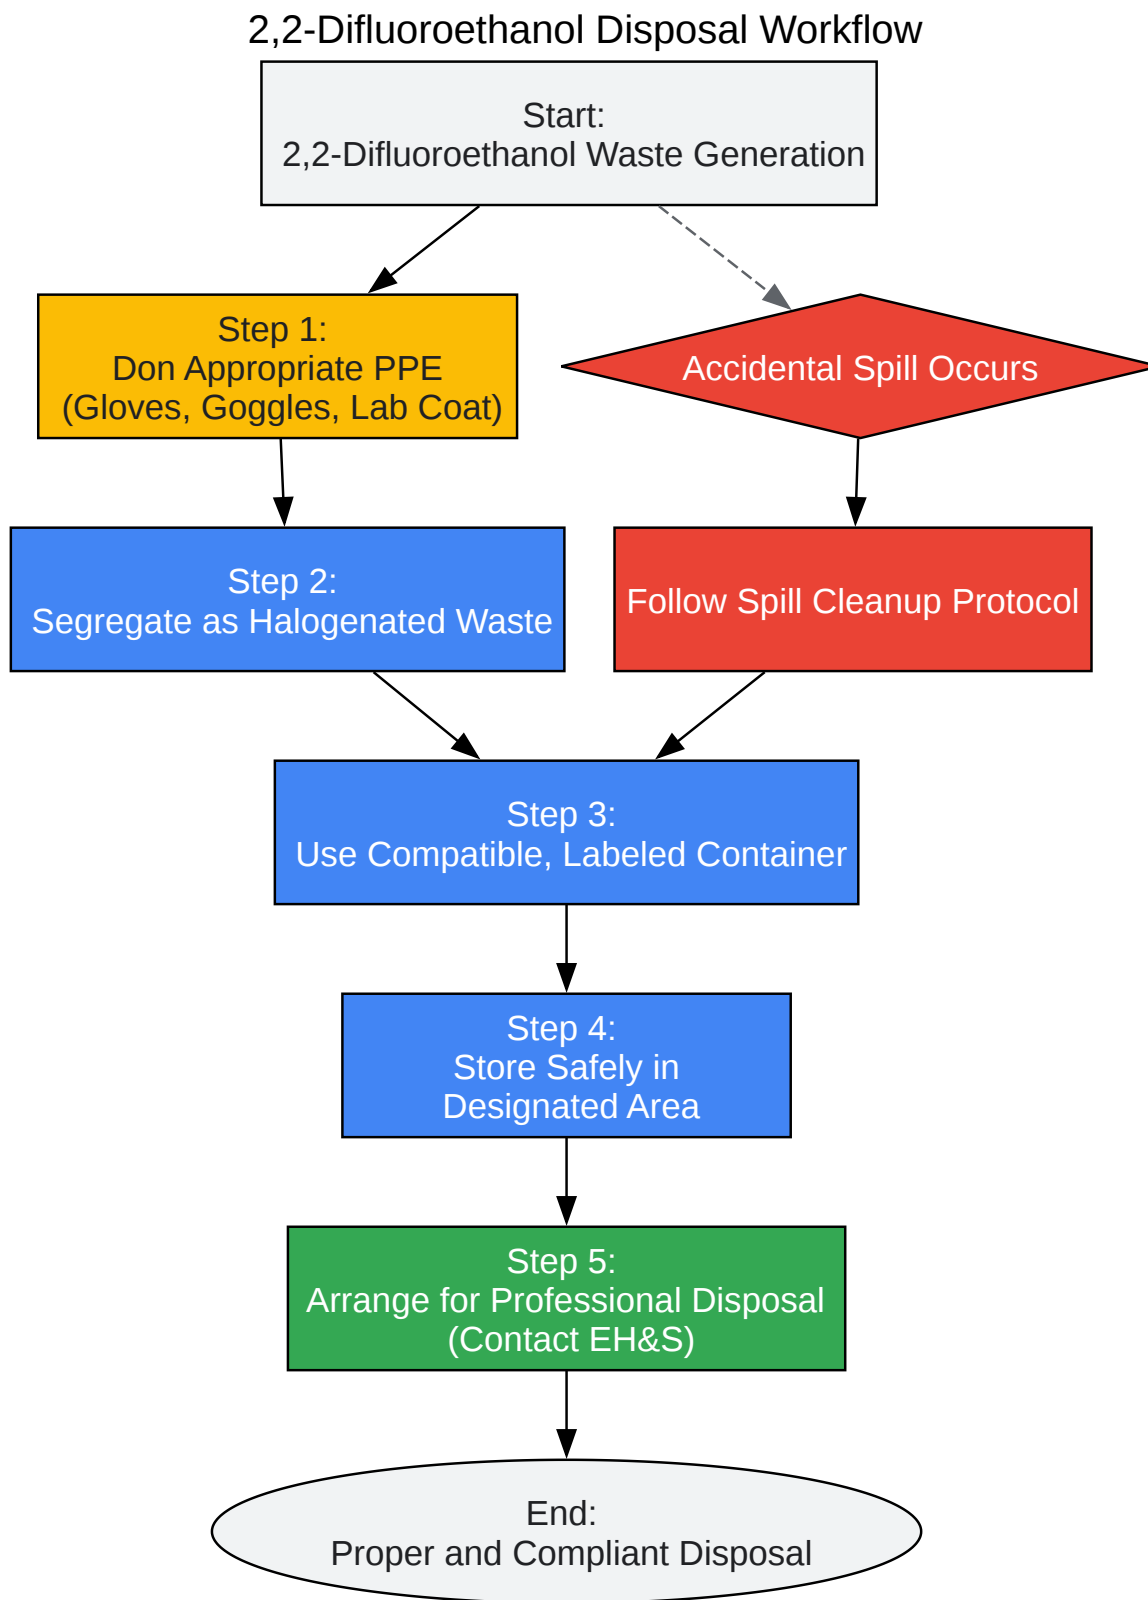 2,2-Difluoroethanol Disposal Workflow
Start:
2,2-Difluoroethanol Waste Generation
Step 1:
Don Appropriate PPE
(Gloves, Goggles, Lab Coat)
Accidental Spill Occurs
Step 2:
Segregate as Halogenated Waste
Follow Spill Cleanup Protocol
Step 3:
Use Compatible, Labeled Container
Step 4:
Store Safely in
Designated Area
Step 5:
Arrange for Professional Disposal
(Contact EH&S)
End:
Proper and Compliant Disposal